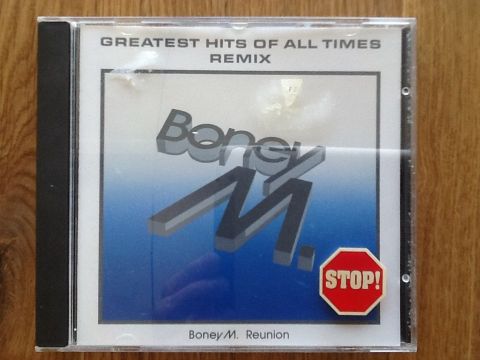 GREATEST HITS OF ALL TIMES
REMIX
Boney
M.
STOP!
Boney M. Reunion